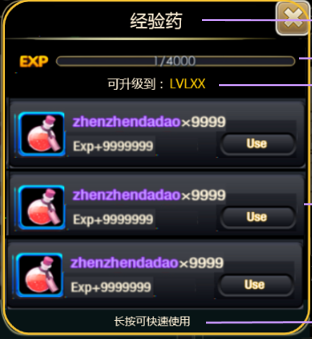 经验药
EXP 1/4000
可升级到：LVLXX
zhenzhendadao×9999
Exp+9999999 Use
zhenzhendadao×9999
Exp+9999999 Use
zhenzhendadao×9999
Exp+9999999 Use
长按可快速使用